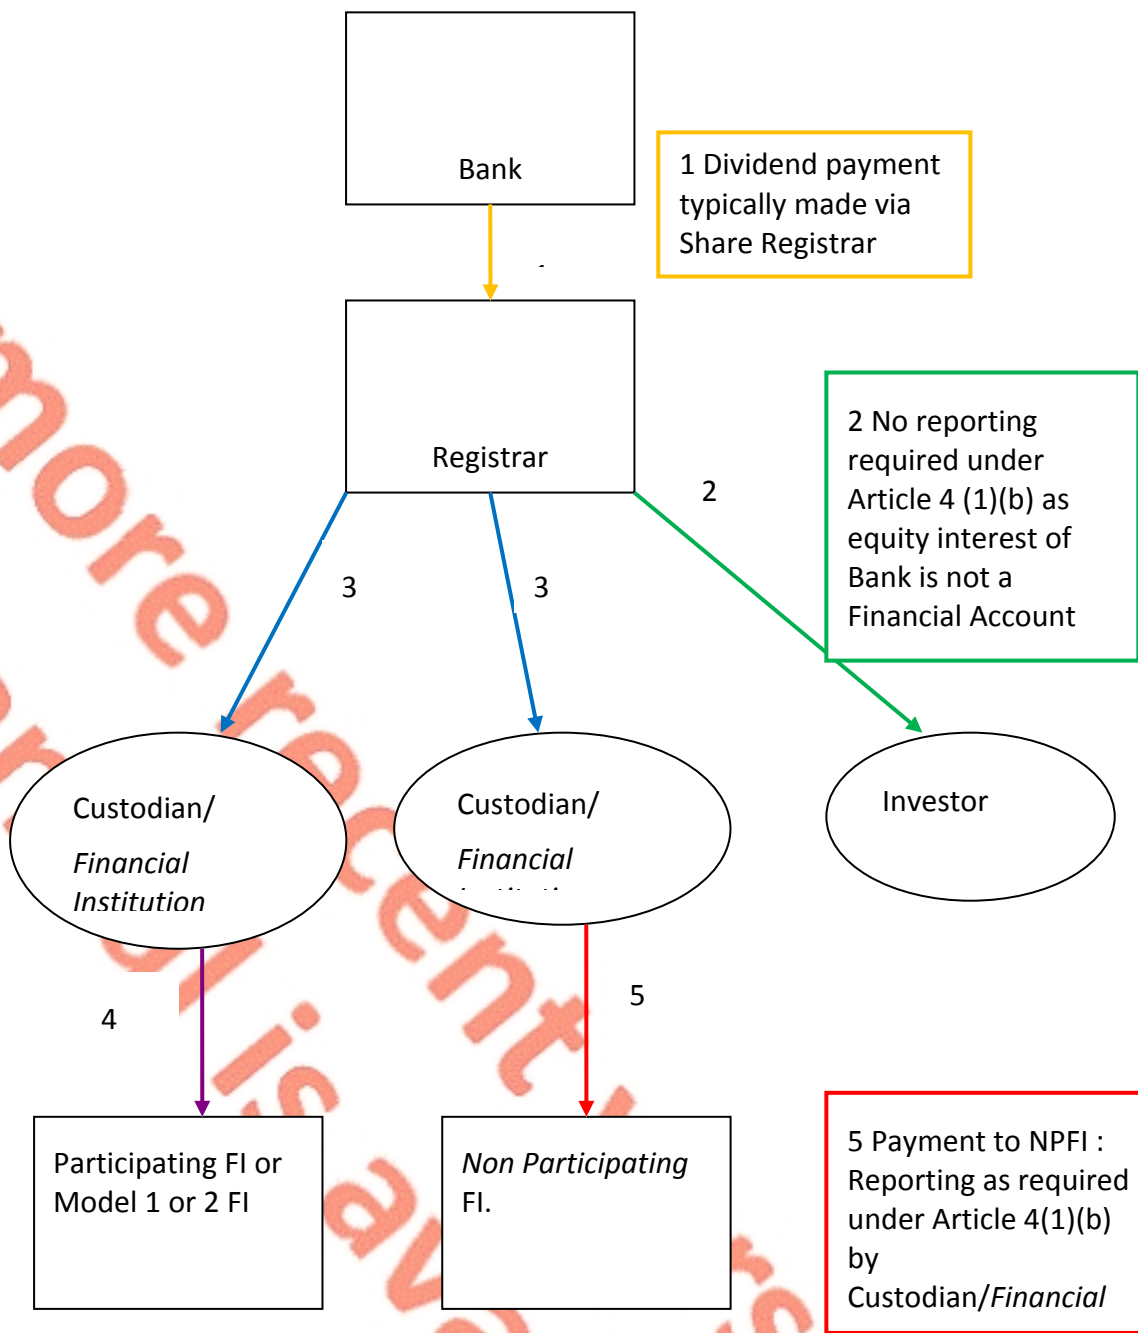 Bank
1 Dividend payment
typically made via
Share Registrar
Registrar
2
2 No reporting
required under
Article 4 (1)(b) as
equity interest of
Bank is not a
Financial Account
3
3
Custodian/
Financial
Institution
Custodian/
Financial
Investor
4
5
Participating FI or
Model 1 or 2 FI
Non Participating
FI.
5 Payment to NPFI :
Reporting as required
under Article 4(1)(b)
by
Custodian/Financial
more recent
is